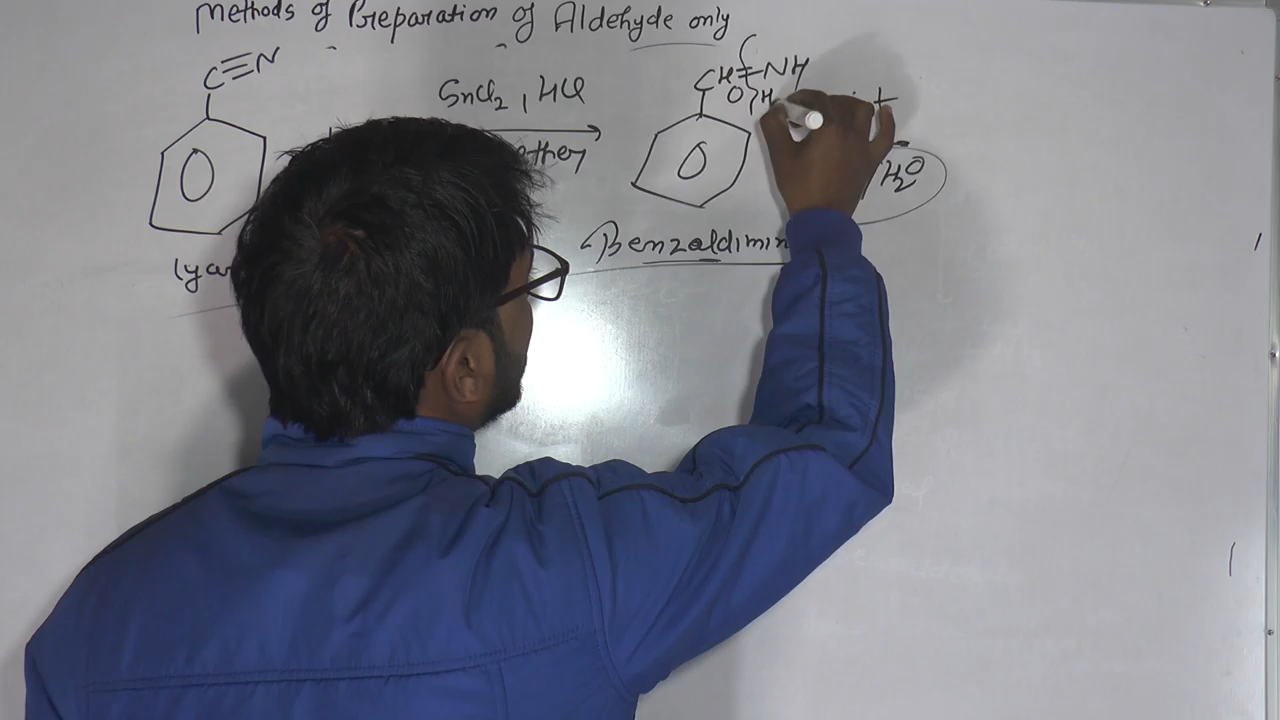 Methods of Preparation of Aldehyde only
C≡N
SnCl2, HCl
ether
CH=NH
O H
+
H2O
Benzaldimin